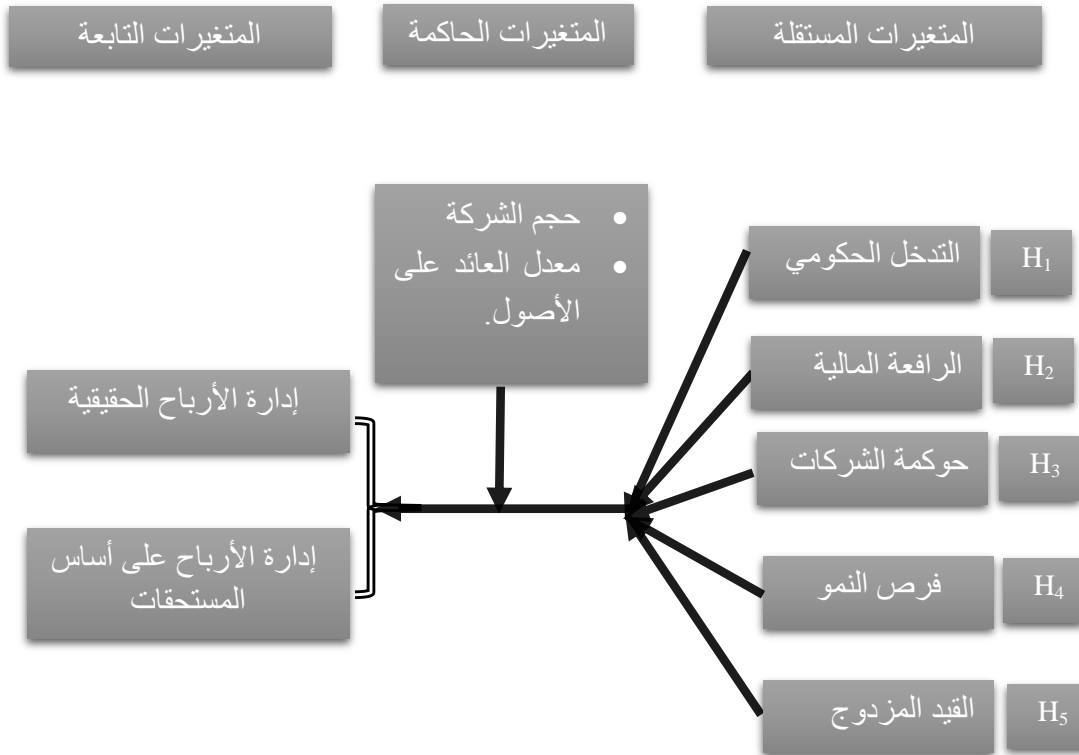 المتغيرات المستقلة
المتغيرات الحاكمة
المتغيرات التابعة
• حجم الشركة
• معدل العائد على
الأصول.
H₁
التدخل الحكومي
H₂
الرافعة المالية
H₃
حوكمة الشركات
H₄
فرص النمو
H₅
القيد المزدوج
إدارة الأرباح الحقيقية
إدارة الأرباح على أساس
المستحقات